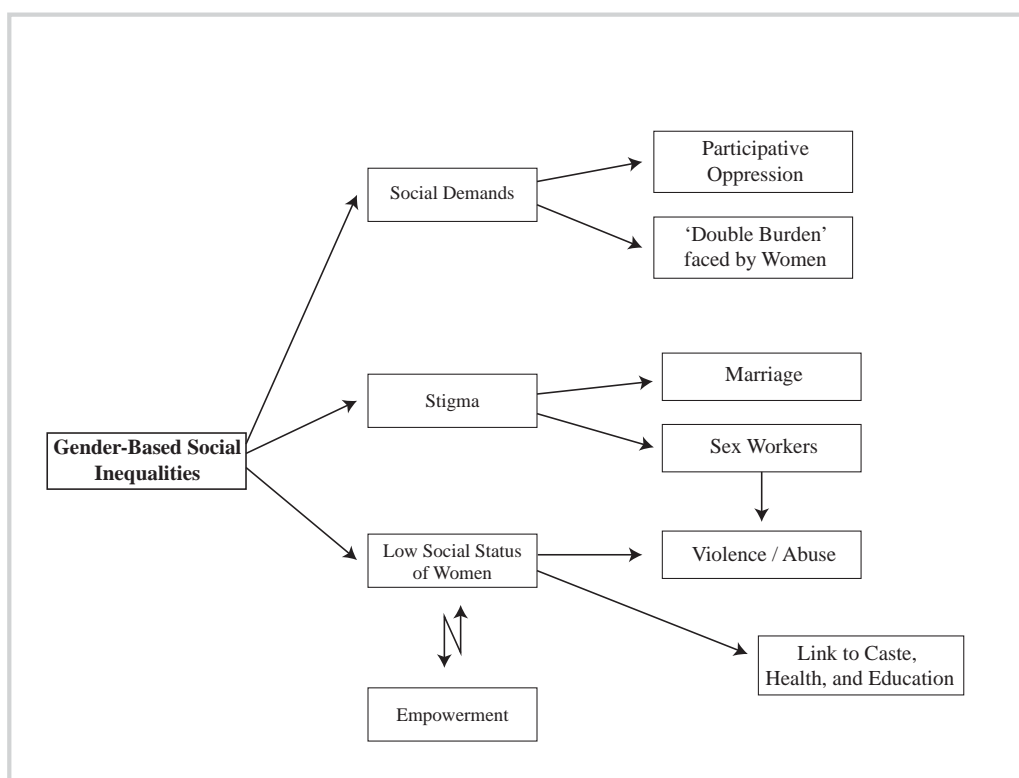 Participative
Oppression
Social Demands
‘Double Burden’
faced by Women
Marriage
Stigma
Gender-Based Social
Inequalities
Sex Workers
Low Social Status
of Women
Violence / Abuse
Link to Caste,
Health, and Education
Empowerment